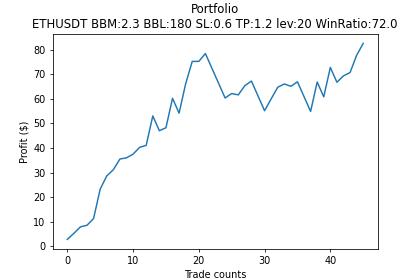 Portfolio
ETHUSDT BBM:2.3 BBL:180 SL:0.6 TP:1.2 lev:20 WinRatio:72.0
80
70
60
50
40
30
20
10
0
Profit ($)
0 10 20 30 40
Trade counts